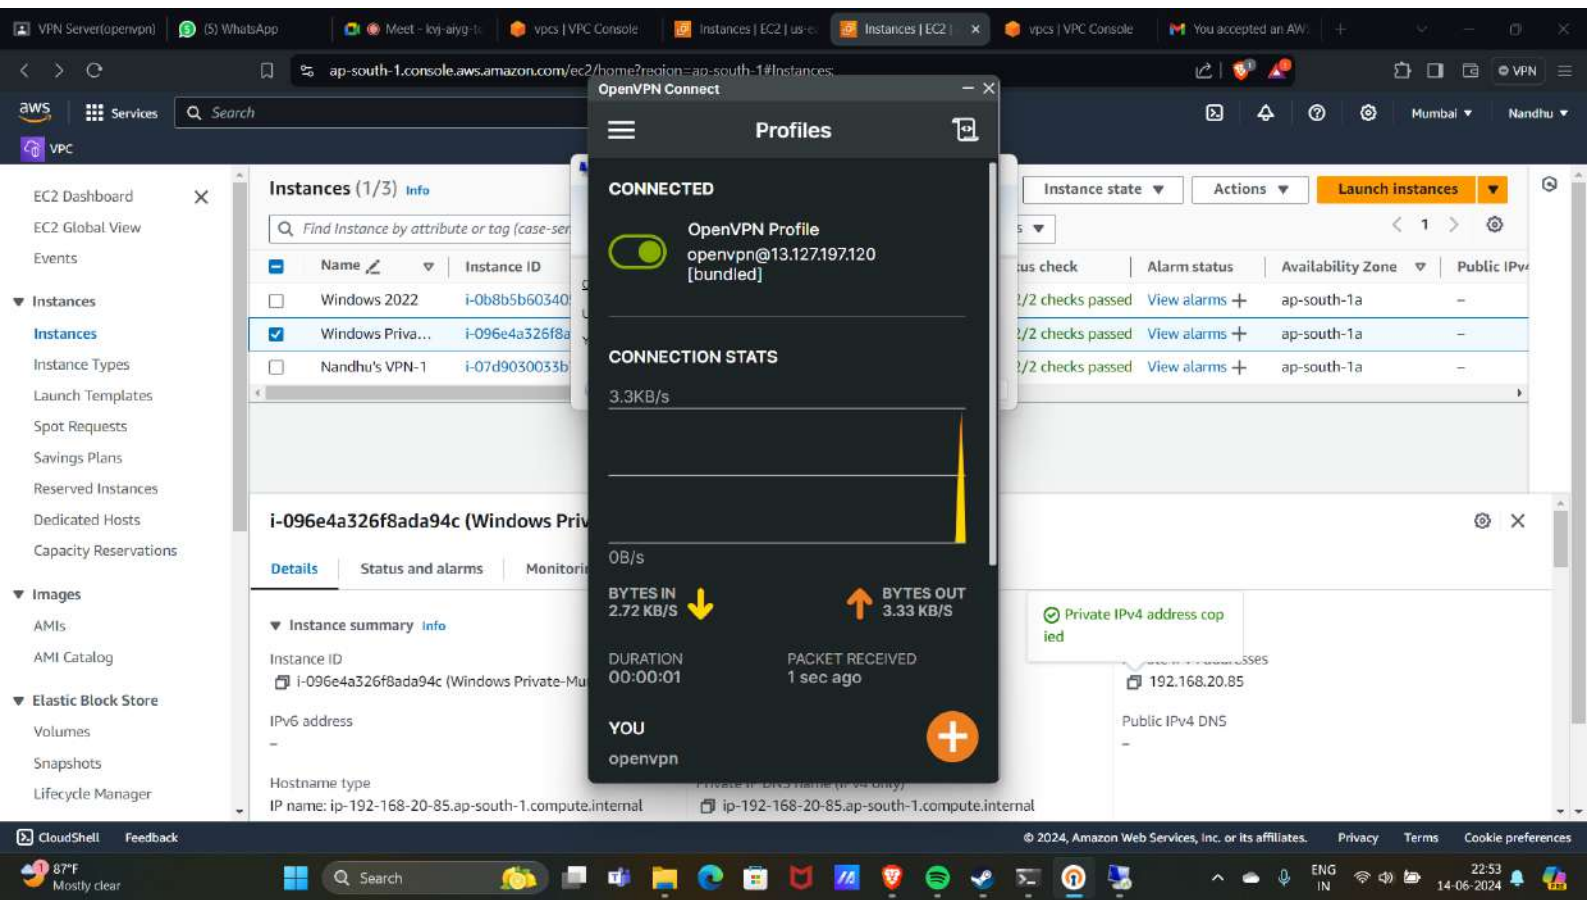 VPN Server(openvpn)
(5) WhatsApp
Meet - kvj-aiyg-t
vpcs | VPC Console
Instances | EC2 | us-e
Instances | EC2 |
vpcs | VPC Console
You accepted an AW
ap-south-1.console.aws.amazon.com/ec2/home?region=ap-south-1#Instances:
VPN
aws
Services
Search
Mumbai
Nandhu
VPC
OpenVPN Connect
Profiles
CONNECTED
OpenVPN Profile
openvpn@13.127.197.120
[bundled]
CONNECTION STATS
3.3KB/s
0B/s
BYTES IN
2.72 KB/S
BYTES OUT
3.33 KB/S
DURATION
00:00:01
PACKET RECEIVED
1 sec ago
YOU
openvpn
EC2 Dashboard
EC2 Global View
Events
Instances
Instances
Instance Types
Launch Templates
Spot Requests
Savings Plans
Reserved Instances
Dedicated Hosts
Capacity Reservations
Images
AMIs
AMI Catalog
Elastic Block Store
Volumes
Snapshots
Lifecycle Manager
Instances (1/3) Info
Instance state
Actions
Launch instances
Find Instance by attribute or tag (case-ser
1
Name
Instance ID
us check
Alarm status
Availability Zone
Public IPv4
Windows 2022
i-0b8b5b60340
2/2 checks passed
View alarms +
ap-south-1a
–
Windows Priva...
i-096e4a326f8a
2/2 checks passed
View alarms +
ap-south-1a
–
Nandhu's VPN-1
i-07d9030033b
2/2 checks passed
View alarms +
ap-south-1a
–
i-096e4a326f8ada94c (Windows Priv
Details
Status and alarms
Monitori
Instance summary Info
Private IPv4 address cop
ied
Instance ID
i-096e4a326f8ada94c (Windows Private-Mu
192.168.20.85
IPv6 address
–
Public IPv4 DNS
–
Hostname type
IP name: ip-192-168-20-85.ap-south-1.compute.internal
ip-192-168-20-85.ap-south-1.compute.internal
CloudShell
Feedback
© 2024, Amazon Web Services, Inc. or its affiliates.
Privacy
Terms
Cookie preferences
1
87°F
Mostly clear
Search
ENG
IN
22:53
14-06-2024